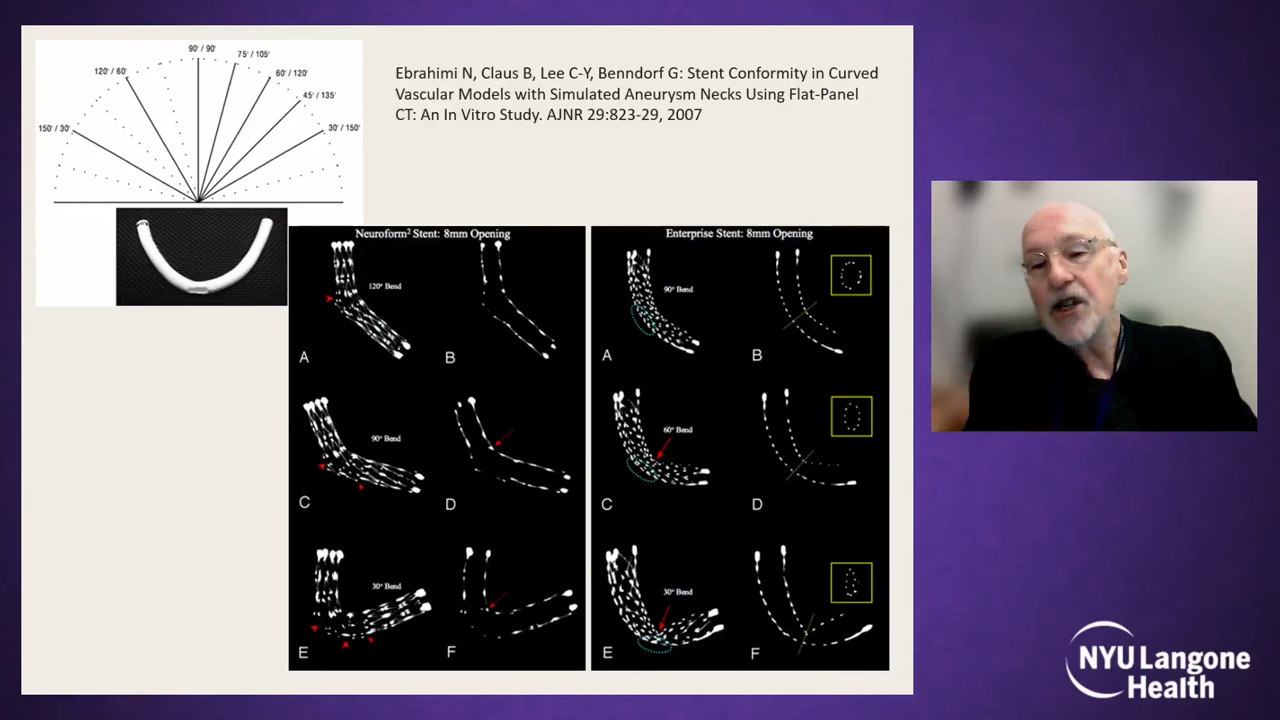 90° / 90°
75° / 105°
120° / 60°
60° / 120°
45° / 135°
150° / 30°
30° / 150°
Ebrahimi N, Claus B, Lee C-Y, Benndorf G: Stent Conformity in Curved
Vascular Models with Simulated Aneurysm Necks Using Flat-Panel
CT: An In Vitro Study. AJNR 29:823-29, 2007
Neuroform² Stent: 8mm Opening
120° Bend
A
B
90° Bend
C
D
30° Bend
E
F
Enterprise Stent: 8mm Opening
90° Bend
A
B
60° Bend
C
D
30° Bend
E
F
NYU Langone
Health